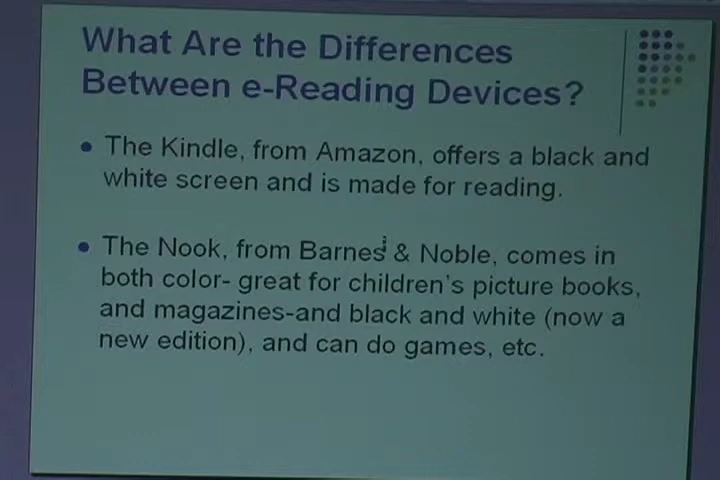 What Are the Differences
Between e-Reading Devices?
The Kindle, from Amazon, offers a black and
white screen and is made for reading.
The Nook, from Barnes & Noble, comes in
both color- great for children's picture books,
and magazines-and black and white (now a
new edition), and can do games, etc.